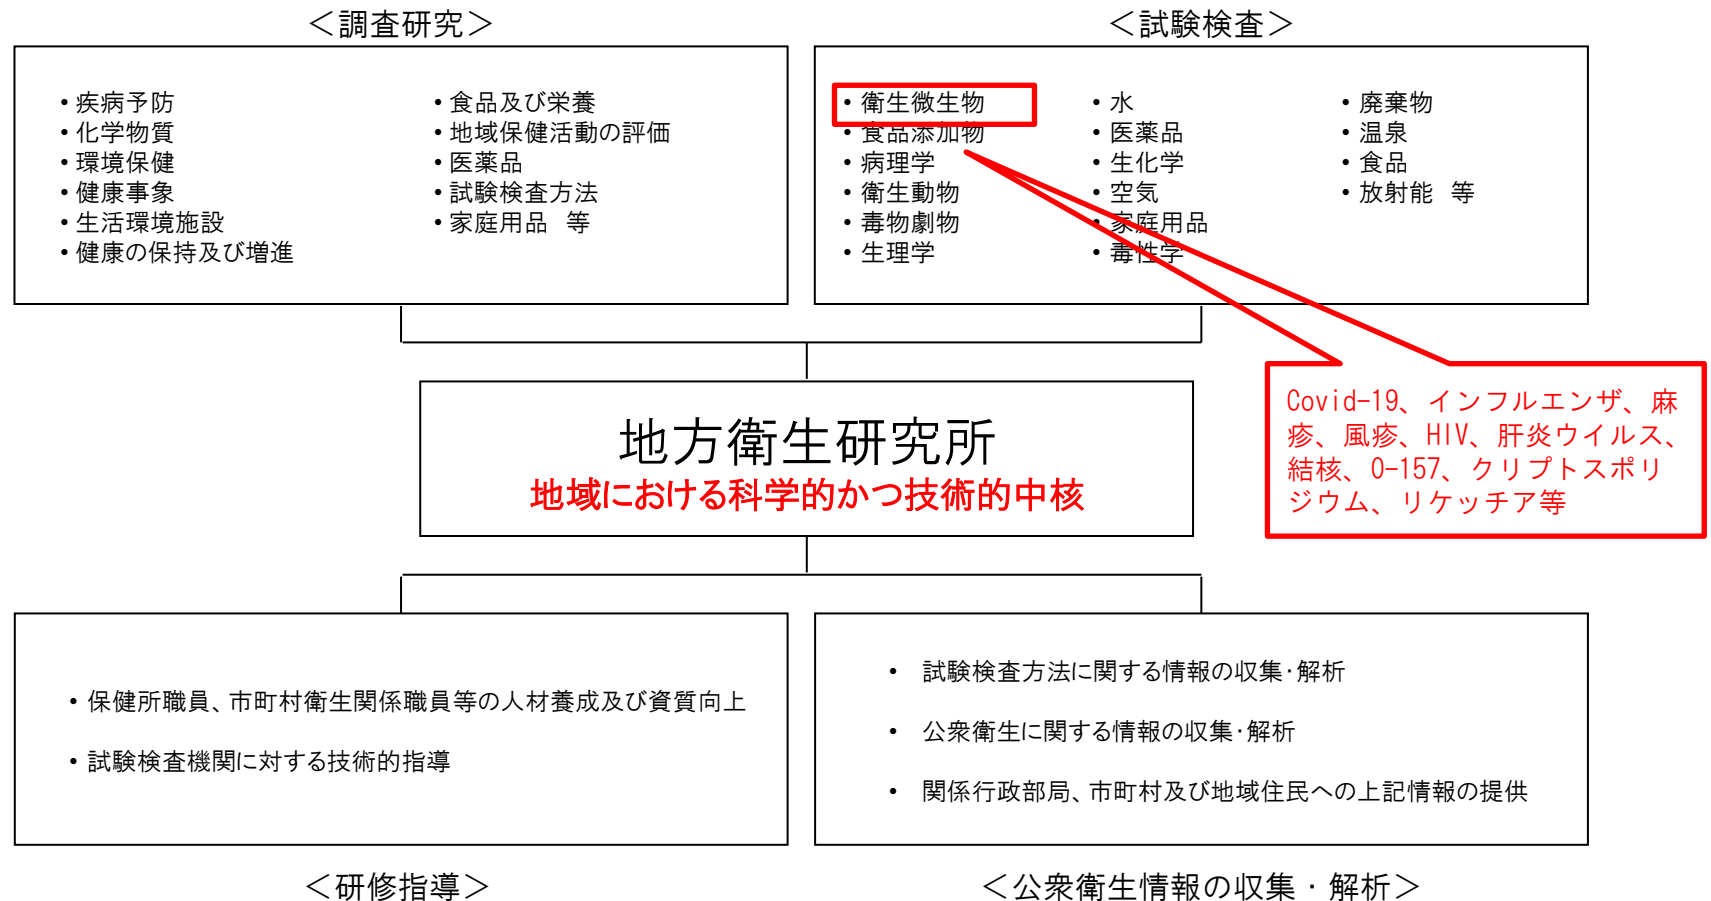 ＜調査研究＞
• 疾病予防
• 化学物質
• 環境保健
• 健康事象
• 生活環境施設
• 健康の保持及び増進
• 食品及び栄養
• 地域保健活動の評価
• 医薬品
• 試験検査方法
• 家庭用品　等
＜試験検査＞
• 衛生微生物
• 食品添加物
• 病理学
• 衛生動物
• 毒物劇物
• 生理学
• 水
• 医薬品
• 生化学
• 空気
• 家庭用品
• 毒性学
• 廃棄物
• 温泉
• 食品
• 放射能　等
Covid-19、インフルエンザ、麻
疹、風疹、HIV、肝炎ウイルス、
結核、O-157、クリプトスポリ
ジウム、リケッチア等
地方衛生研究所
地域における科学的かつ技術的中核
• 保健所職員、市町村衛生関係職員等の人材養成及び資質向上
• 試験検査機関に対する技術的指導
＜研修指導＞
• 試験検査方法に関する情報の収集・解析
• 公衆衛生に関する情報の収集・解析
• 関係行政部局、市町村及び地域住民への上記情報の提供
＜公衆衛生情報の収集・解析＞